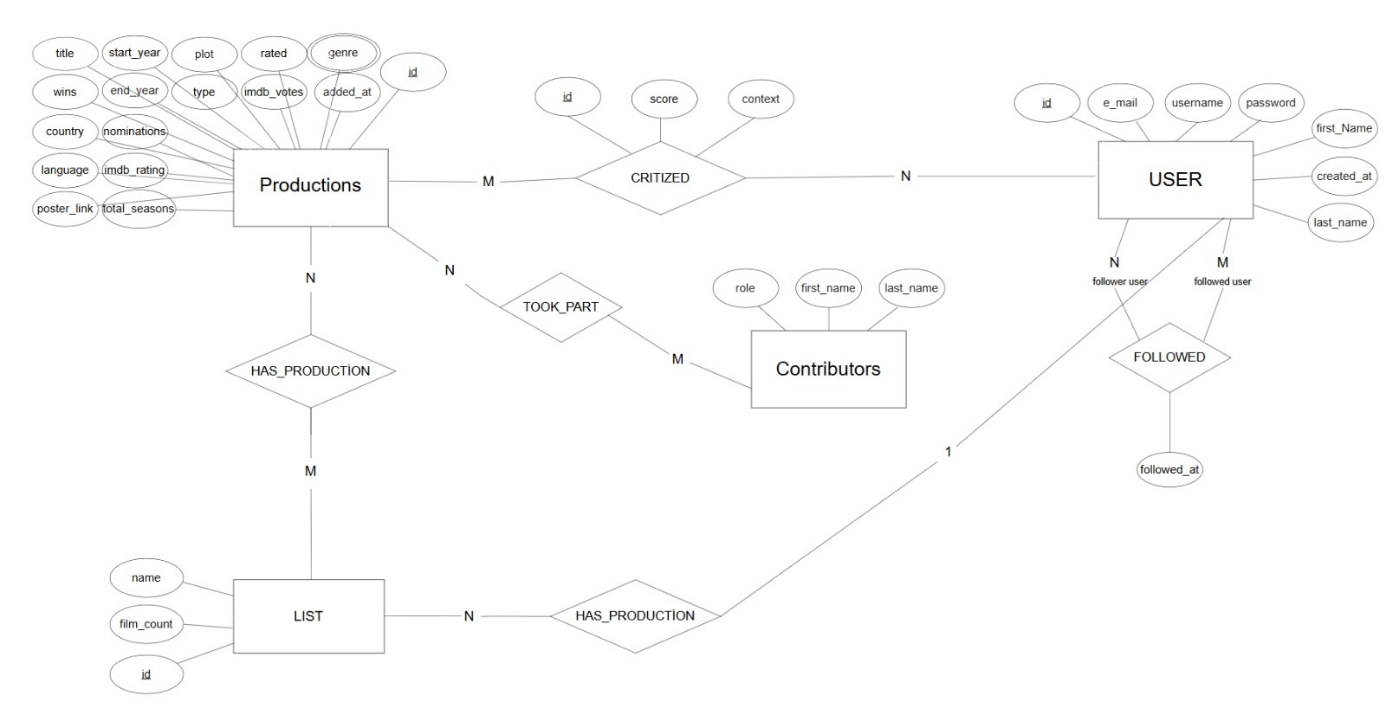 title start_year plot rated genre id
wins end_year type imdb_votes added_at
country nominations
language imdb_rating
poster_link total_seasons
Productions
id score context
M CRITIZED N
id e_mail username password
first_Name
created_at
last_name
USER
N
follower user
M
followed user
FOLLOWED
followed_at
N
TOOK_PART
M
role first_name last_name
Contributors
N
HAS_PRODUCTİON
M
1
name
film_count
id
LIST
N HAS_PRODUCTİON